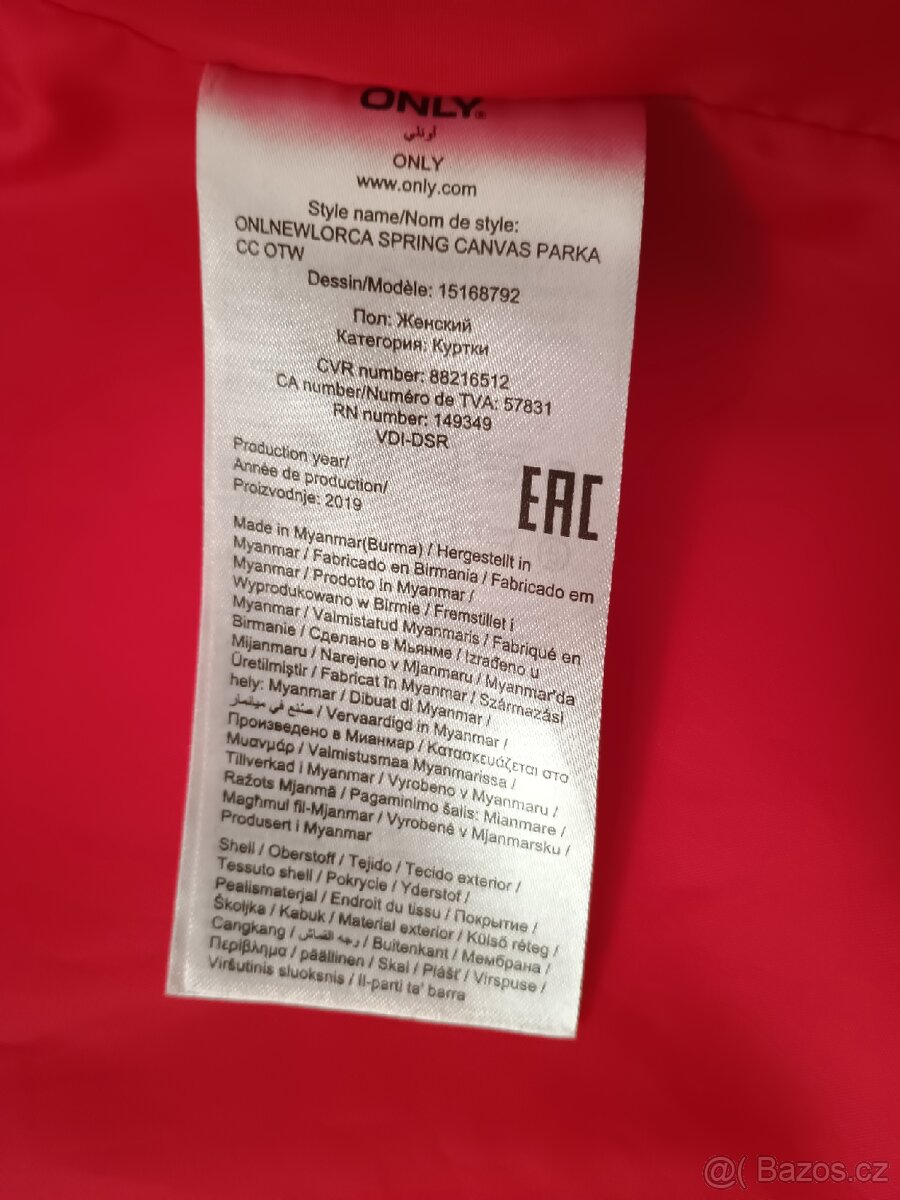 ONLY®
اونلي
ONLY
www.only.com
Style name/Nom de style:
ONLNEWLORCA SPRING CANVAS PARKA
CC OTW
Dessin/Modèle: 15168792
Пол: Женский
Категория: Куртки
CVR number: 88216512
CA number/Numéro de TVA: 57831
RN number: 149349
VDI-DSR
Production year/
Année de production/
Proizvodnje: 2019
EAC
Made in Myanmar(Burma) / Hergestellt in
Myanmar / Fabricado en Birmania / Fabricado em
Myanmar / Prodotto in Myanmar /
Wyprodukowano w Birmie / Fremstillet i
Myanmar / Valmistatud Myanmaris / Fabriqué en
Birmanie / Сделано в Мьянме / Izrađeno u
Mijanmaru / Narejeno v Mjanmaru / Myanmar'da
Üretilmiştir / Fabricat în Myanmar / Származási
hely: Myanmar / Dibuat di Myanmar /
صنع في ميانمار / Vervaardigd in Myanmar /
Произведено в Мианмар / Κατασκευάζεται στο
Μυανμάρ / Valmistusmaa Myanmarissa /
Tillverkad i Myanmar / Vyrobeno v Myanmaru /
Ražots Mjanmā / Pagaminimo šalis: Mianmare /
Magħmul fil-Mjanmar / Vyrobené v Mjanmarsku /
Produsert i Myanmar
Shell / Oberstoff / Tejido / Tecido exterior /
Tessuto shell / Pokrycie / Yderstof /
Pealismaterjal / Endroit du tissu / Покрытие /
Školjka / Kabuk / Material exterior / Külső réteg /
Cangkang / وجه القماش / Buitenkant / Мембрана /
Περίβλημα / päällinen / Skal / Plášť / Virspuse /
Viršutinis sluoksnis / Il-parti ta' barra
@( Bazos.cz